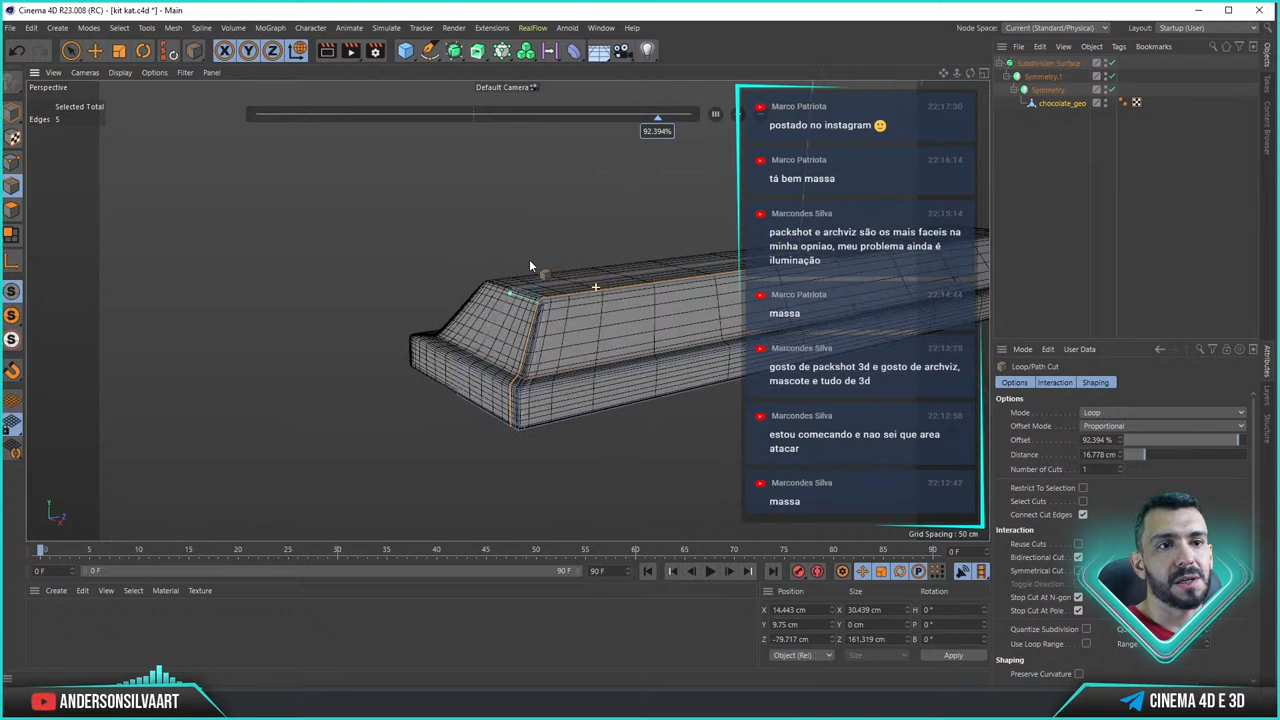 Cinema 4D R23.008 (RC) - [kit kat.c4d *] - Main
File Edit Create Modes Select Tools Mesh Spline Volume MoGraph Character Animate Simulate Tracker Render Extensions RealFlow Arnold Window Help
Node Space: Current (Standard/Physical) Layout: Startup (User)
View Cameras Display Options Filter Panel
File Edit View Object Tags Bookmarks
Perspective
Default Camera
Selected Total
Edges 5
92.394%
Subdivision Surface
Symmetry.1
Symmetry
chocolate_geo
Objects
Takes
Content Browser
Marco Patriota 22:17:30
postado no instagram 🙂
Marco Patriota 22:16:14
tá bem massa
Marcondes Silva 22:15:14
packshot e archviz são os mais faceis na
minha opniao, meu problema ainda é
iluminação
Marco Patriota 22:14:44
massa
Marcondes Silva 22:13:28
gosto de packshot 3d e gosto de archviz,
mascote e tudo de 3d
Marcondes Silva 22:12:58
estou comecando e nao sei que area
atacar
Marcondes Silva 22:12:42
massa
Grid Spacing : 50 cm
Mode Edit User Data
Loop/Path Cut
Options Interaction Shaping
Options
Mode Loop
Offset Mode Proportional
Offset 92.394 %
Distance 16.778 cm
Number of Cuts 1
Restrict To Selection
Select Cuts
Connect Cut Edges
Interaction
Reuse Cuts
Bidirectional Cut
Symmetrical Cut
Toggle Direction
Stop Cut At N-gon
Stop Cut At Pole
Quantize Subdivision
Use Loop Range Range
Shaping
Preserve Curvature
Attributes
Layers
Structure
Y
X Z
0 5 10 15 20 25 30 35 40 45 50 55 60 65 70 75 80 85 90 0 F
0 F 0 F 90 F 90 F
Create Edit View Select Material Texture
Position Size Rotation
X 14.443 cm X 30.439 cm H 0 °
Y 9.75 cm Y 0 cm P 0 °
Z -79.717 cm Z 161.319 cm B 0 °
Object (Rel) Size Apply
ANDERSONSILVAART
CINEMA 4D E 3D